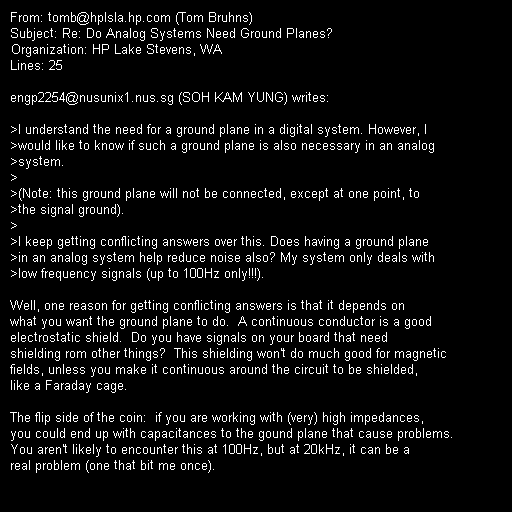 From: tomb@hplsla.hp.com (Tom Bruhns)
Subject: Re: Do Analog Systems Need Ground Planes?
Organization: HP Lake Stevens, WA
Lines: 25

engp2254@nusunix1.nus.sg (SOH KAM YUNG) writes:

>I understand the need for a ground plane in a digital system. However, I
>would like to know if such a ground plane is also necessary in an analog
>system.
>
>(Note: this ground plane will not be connected, except at one point, to
>the signal ground).
>
>I keep getting conflicting answers over this. Does having a ground plane
>in an analog system help reduce noise also? My system only deals with
>low frequency signals (up to 100Hz only!!!).

Well, one reason for getting conflicting answers is that it depends on
what you want the ground plane to do.  A continuous conductor is a good
electrostatic shield.  Do you have signals on your board that need
shielding rom other things?  This shielding won't do much good for magnetic
fields, unless you make it continuous around the circuit to be shielded,
like a Faraday cage.

The flip side of the coin:  if you are working with (very) high impedances,
you could end up with capacitances to the gound plane that cause problems.
You aren't likely to encounter this at 100Hz, but at 20kHz, it can be a
real problem (one that bit me once).